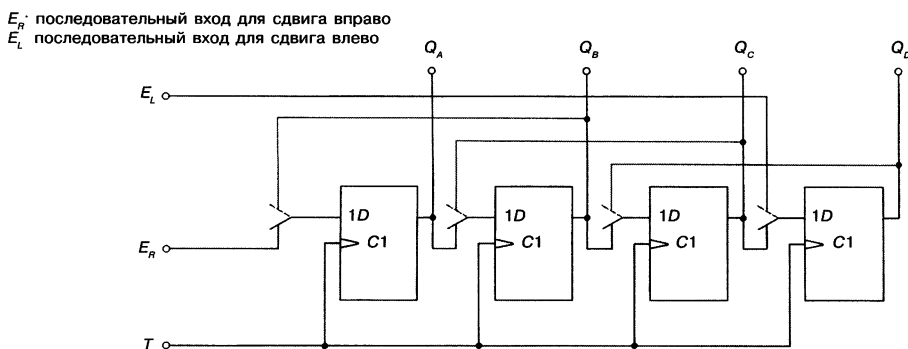 E_R· последовательный вход для сдвига вправо
E_L последовательный вход для сдвига влево
Q_A Q_B Q_C Q_D
E_L
1D 1D 1D 1D
C1 C1 C1 C1
E_R
T